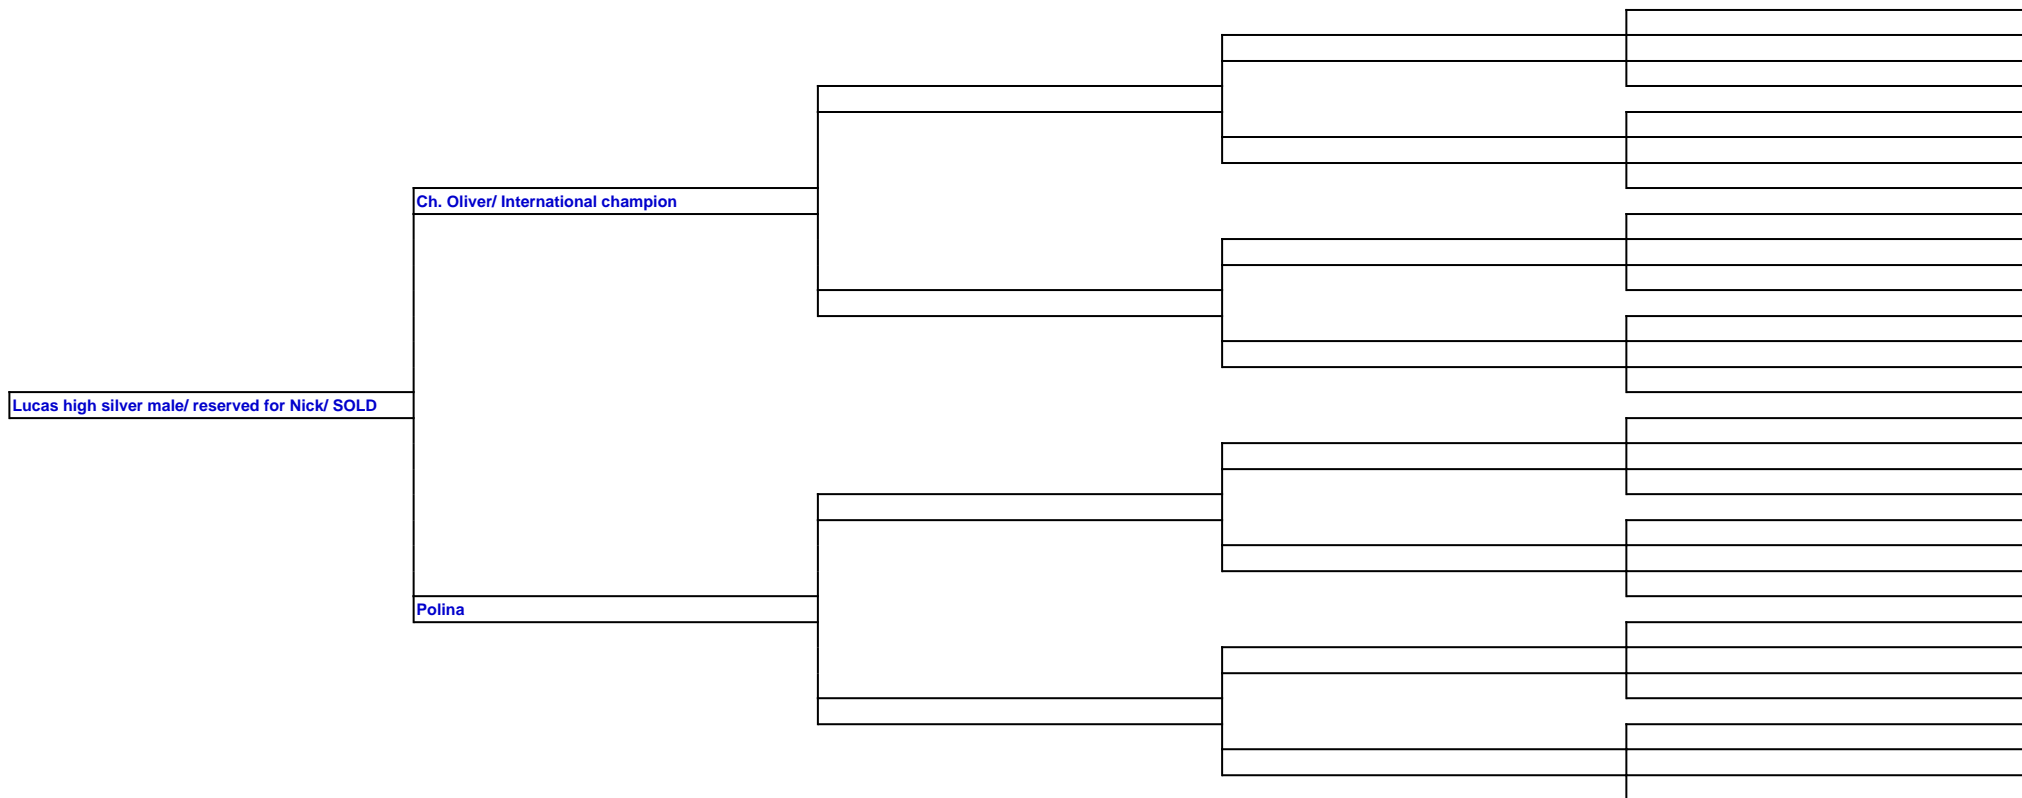 Ch. Oliver/ International champion
Lucas high silver male/ reserved for Nick/ SOLD
Polina